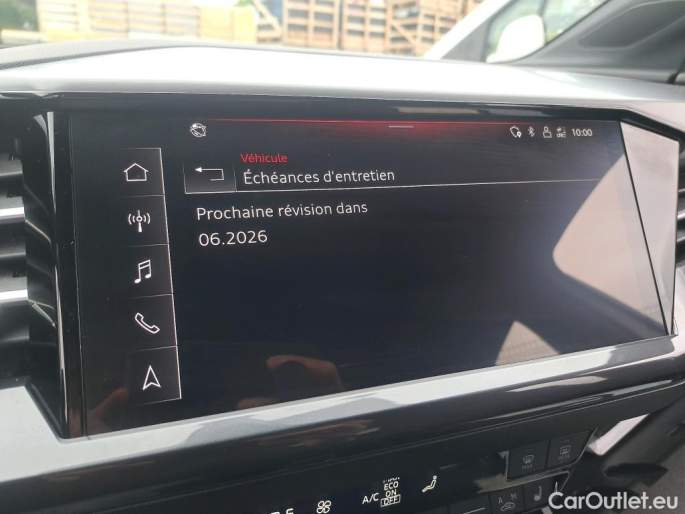 10:00
Véhicule
Échéances d'entretien
Prochaine révision dans
06.2026
ECO
A/C ON
OFF
CarOutlet.eu